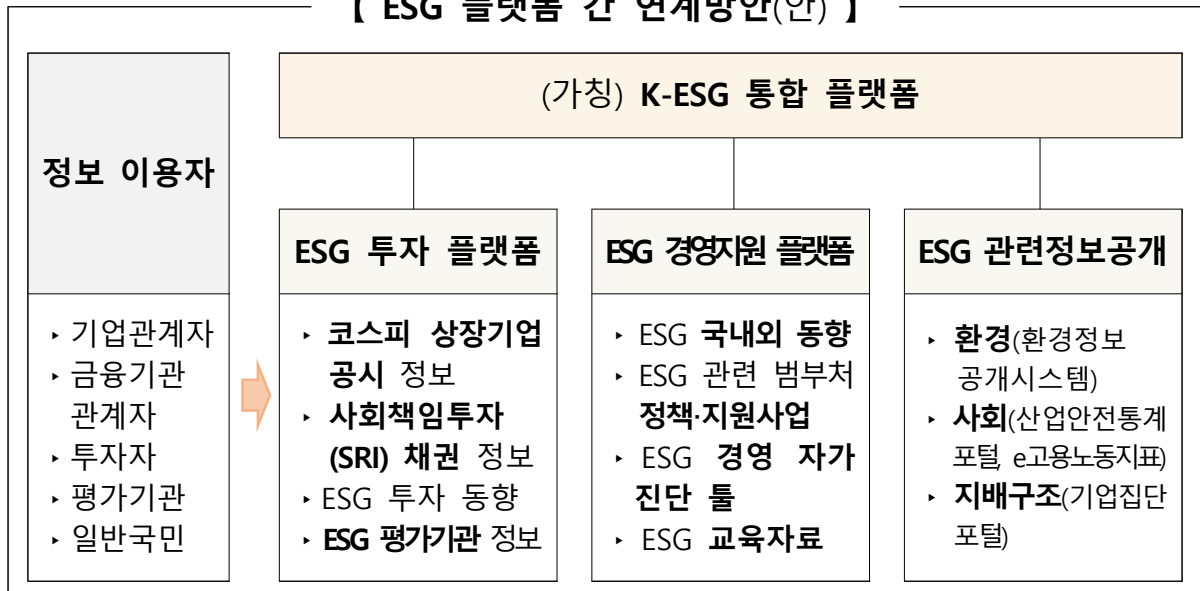 【 ESG 플랫폼 간 연계방안(안) 】
정보 이용자
‣ 기업관계자
‣ 금융기관
관계자
‣ 투자자
‣ 평가기관
‣ 일반국민
(가칭) K-ESG 통합 플랫폼
ESG 투자 플랫폼
‣ 코스피 상장기업
공시 정보
‣ 사회책임투자
(SRI) 채권 정보
‣ ESG 투자 동향
‣ ESG 평가기관 정보
ESG 경영지원 플랫폼
‣ ESG 국내외 동향
‣ ESG 관련 범부처
정책·지원사업
‣ ESG 경영 자가
진단 툴
‣ ESG 교육자료
ESG 관련정보공개
‣ 환경(환경정보
공개시스템)
‣ 사회(산업안전통계
포털, e고용노동지표)
‣ 지배구조(기업집단
포털)